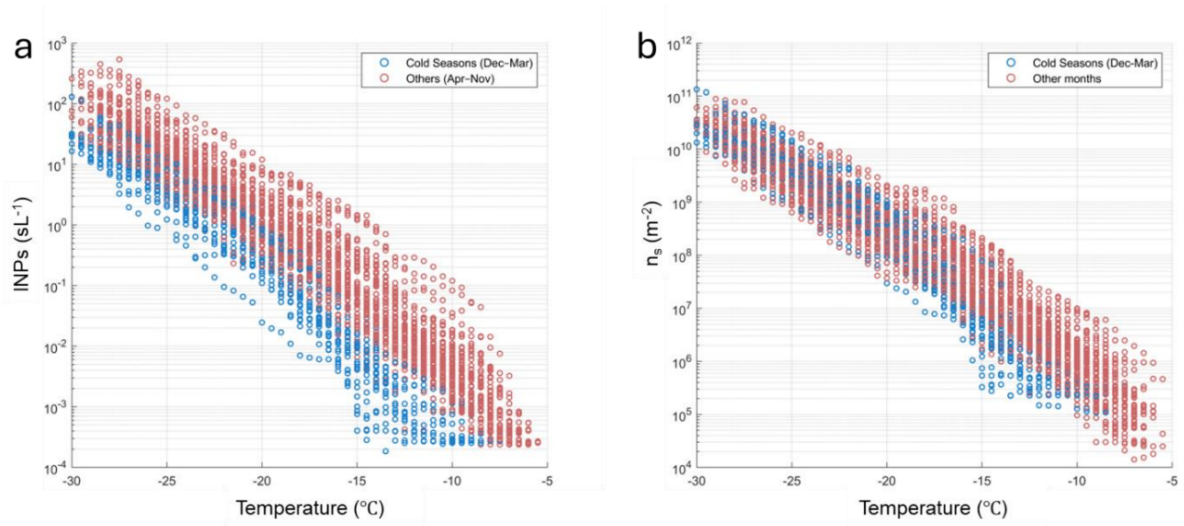 a
10³
10²
10¹
10⁰
10⁻¹
10⁻²
10⁻³
10⁻⁴
INPs (sL⁻¹)
Cold Seasons (Dec-Mar)
Others (Apr-Nov)
-30
-25
-20
-15
-10
-5
Temperature (°C)
b
10¹²
10¹¹
10¹⁰
10⁹
10⁸
10⁷
10⁶
10⁵
10⁴
nₛ (m⁻²)
Cold Seasons (Dec-Mar)
Other months
-30
-25
-20
-15
-10
-5
Temperature (°C)